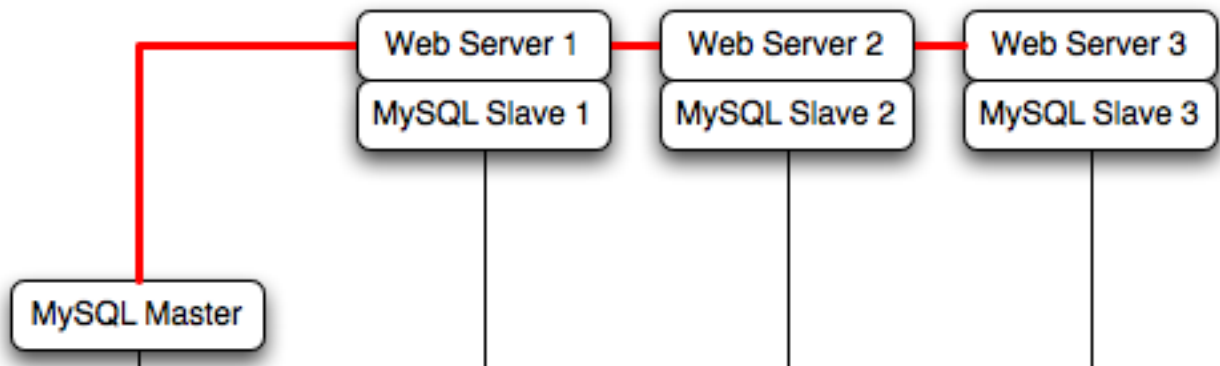 Web Server 1
Web Server 2
Web Server 3
MySQL Slave 1
MySQL Slave 2
MySQL Slave 3
MySQL Master